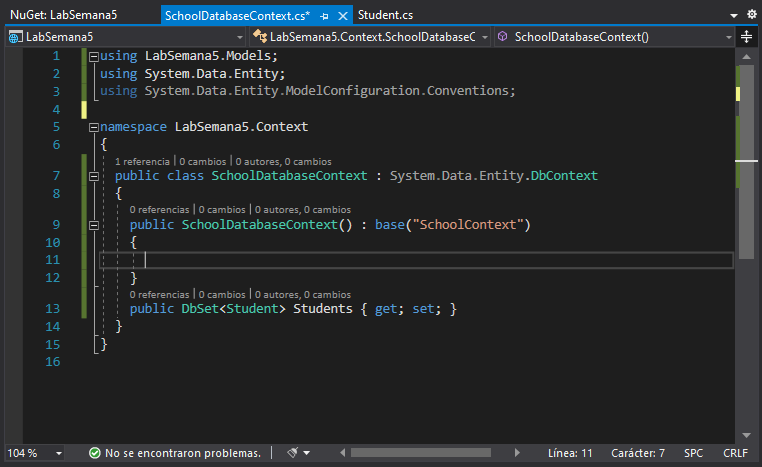 NuGet: LabSemana5 SchoolDatabaseContext.cs* Student.cs
LabSemana5 LabSemana5.Context.SchoolDatabaseC SchoolDatabaseContext()
1 using LabSemana5.Models;
2 using System.Data.Entity;
3 using System.Data.Entity.ModelConfiguration.Conventions;
4
5 namespace LabSemana5.Context
6 {
1 referencia | 0 cambios | 0 autores, 0 cambios
7 public class SchoolDatabaseContext : System.Data.Entity.DbContext
8 {
0 referencias | 0 cambios | 0 autores, 0 cambios
9 public SchoolDatabaseContext() : base("SchoolContext")
10 {
11
12 }
0 referencias | 0 cambios | 0 autores, 0 cambios
13 public DbSet<Student> Students { get; set; }
14 }
15 }
16
104 % No se encontraron problemas. Línea: 11 Carácter: 7 SPC CRLF